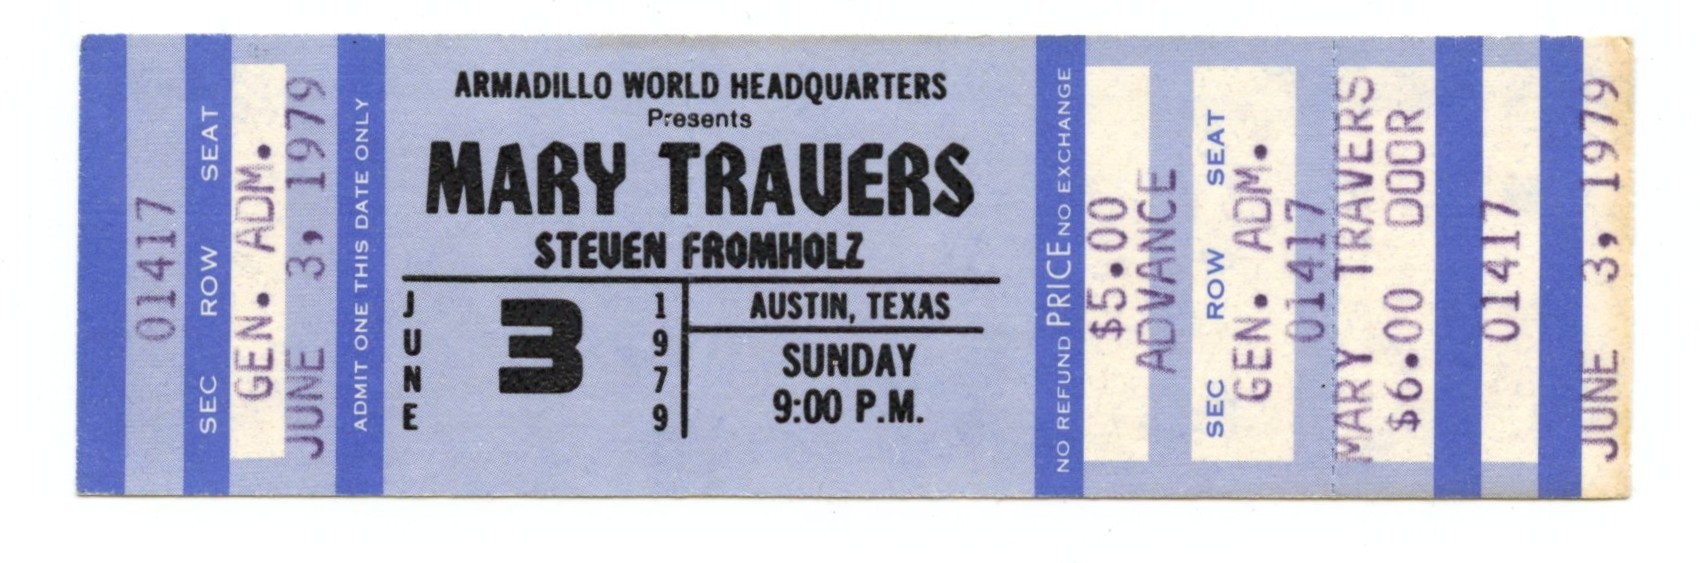 01417
SEC ROW SEAT
GEN. ADM.
JUNE 3, 1979
ADMIT ONE THIS DATE ONLY
ARMADILLO WORLD HEADQUARTERS
Presents
MARY TRAVERS
STEVEN FROMHOLZ
JUNE
3
1979
AUSTIN, TEXAS
SUNDAY
9:00 P.M.
NO REFUND PRICE NO EXCHANGE
$5.00
ADVANCE
SEC ROW SEAT
GEN. ADM.
01417
MARY TRAVERS
$6.00 DOOR
01417
JUNE 3, 1979